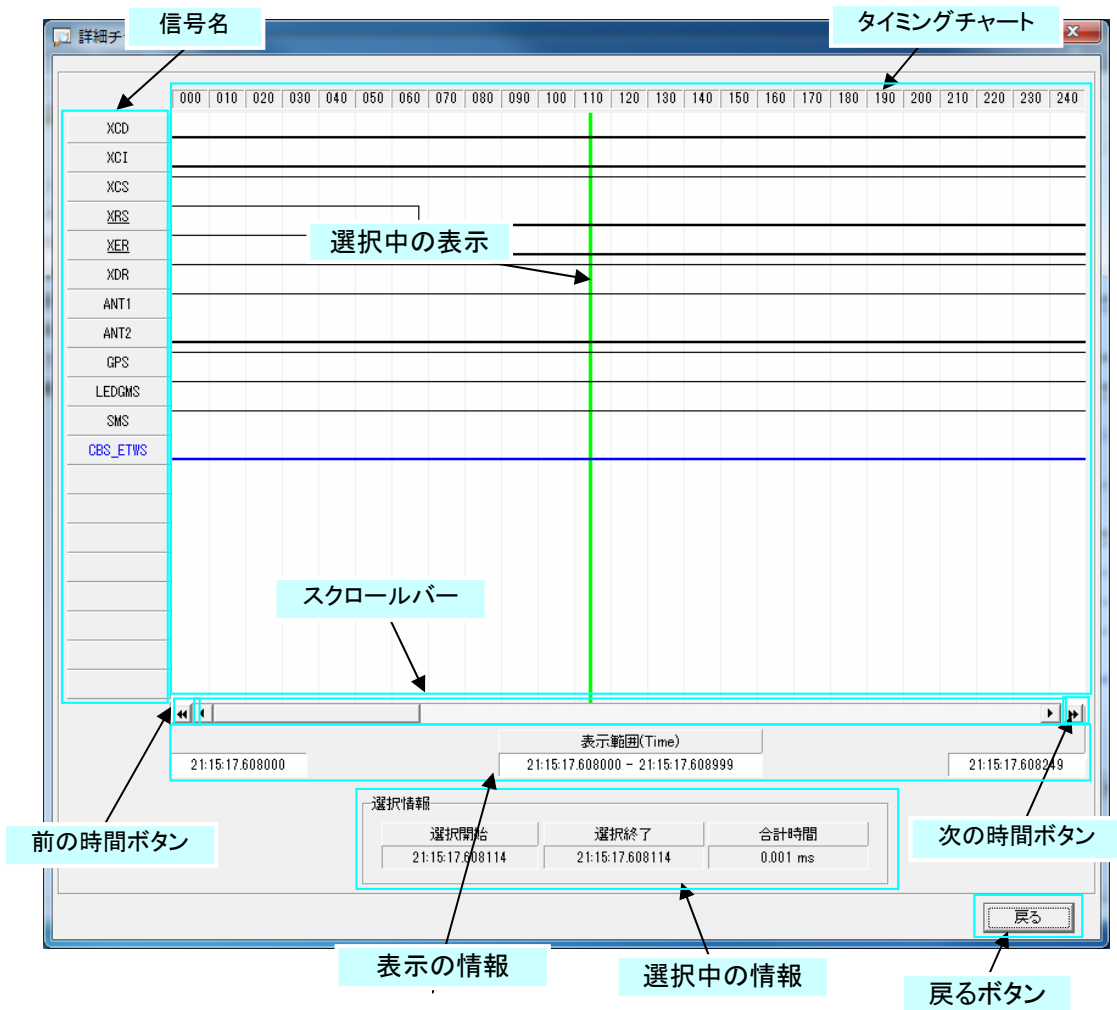 信号名
タイミングチャート
詳細チ
000 010 020 030 040 050 060 070 080 090 100 110 120 130 140 150 160 170 180 190 200 210 220 230 240
XCD
XCI
XCS
XRS
選択中の表示
XER
XDR
ANT1
ANT2
GPS
LEDGMS
SMS
CBS_ETWS
スクロールバー
表示範囲(Time)
21:15:17.608000
21:15:17.608000 - 21:15:17.608999
21:15:17.608249
選択情報
前の時間ボタン
次の時間ボタン
選択開始 選択終了 合計時間
21:15:17.608114 21:15:17.608114 0.001 ms
戻る
表示の情報
選択中の情報
戻るボタン